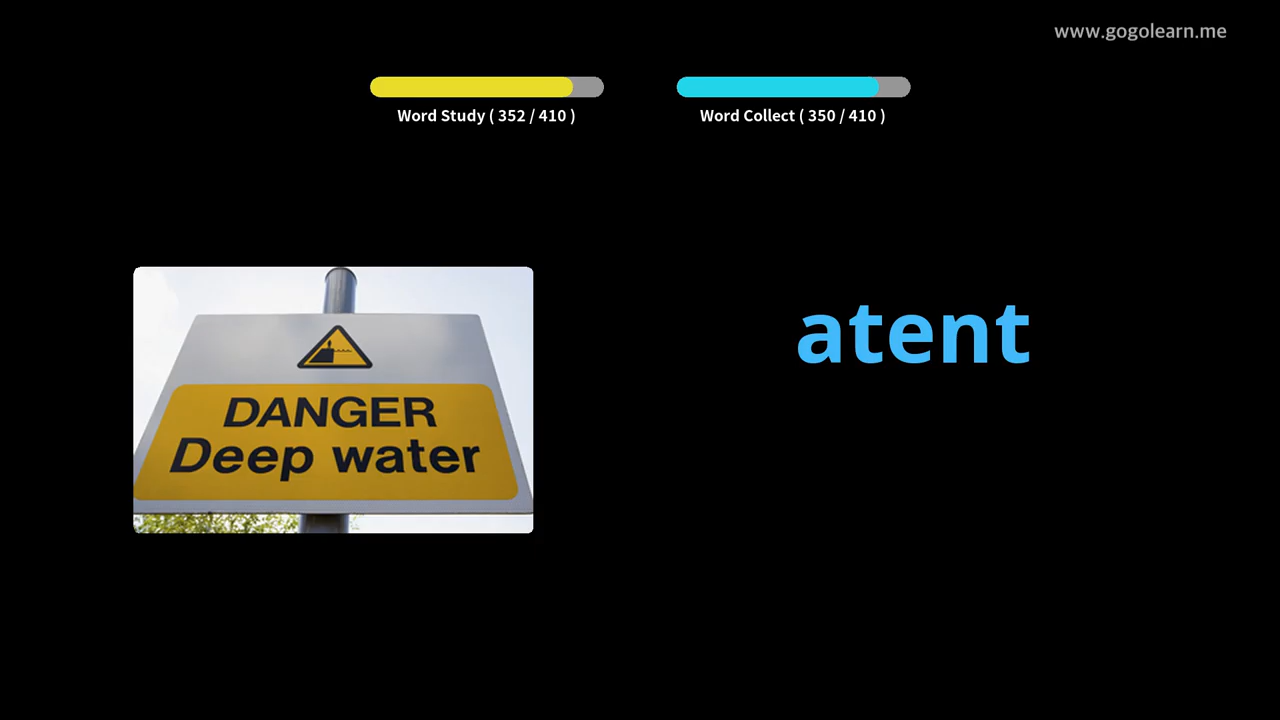 www.gogolearn.me
Word Study ( 352 / 410 )
Word Collect ( 350 / 410 )
DANGER
Deep water
atent